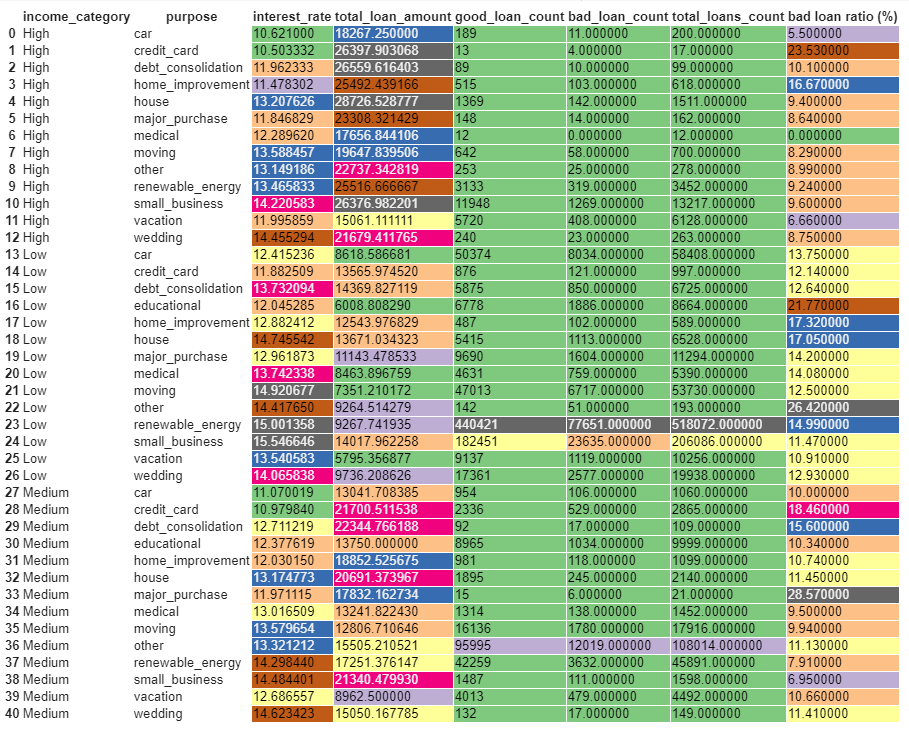 income_category purpose interest_rate total_loan_amount good_loan_count bad_loan_count total_loans_count bad loan ratio (%)
0 High car 10.621000 18267.250000 189 11.000000 200.000000 5.500000
1 High credit_card 10.503332 26397.903068 13 4.000000 17.000000 23.530000
2 High debt_consolidation 11.962333 26559.616403 89 10.000000 99.000000 10.100000
3 High home_improvement 11.478302 25492.439166 515 103.000000 618.000000 16.670000
4 High house 13.207626 28726.528777 1369 142.000000 1511.000000 9.400000
5 High major_purchase 11.846829 23308.321429 148 14.000000 162.000000 8.640000
6 High medical 12.289620 17656.844106 12 0.000000 12.000000 0.000000
7 High moving 13.588457 19647.839506 642 58.000000 700.000000 8.290000
8 High other 13.149186 22737.342819 253 25.000000 278.000000 8.990000
9 High renewable_energy 13.465833 25516.666667 3133 319.000000 3452.000000 9.240000
10 High small_business 14.220583 26376.982201 11948 1269.000000 13217.000000 9.600000
11 High vacation 11.995859 15061.111111 5720 408.000000 6128.000000 6.660000
12 High wedding 14.455294 21679.411765 240 23.000000 263.000000 8.750000
13 Low car 12.415236 8618.586681 50374 8034.000000 58408.000000 13.750000
14 Low credit_card 11.882509 13565.974520 876 121.000000 997.000000 12.140000
15 Low debt_consolidation 13.732094 14369.827119 5875 850.000000 6725.000000 12.640000
16 Low educational 12.045285 6008.808290 6778 1886.000000 8664.000000 21.770000
17 Low home_improvement 12.882412 12543.976829 487 102.000000 589.000000 17.320000
18 Low house 14.745542 13671.034323 5415 1113.000000 6528.000000 17.050000
19 Low major_purchase 12.961873 11143.478533 9690 1604.000000 11294.000000 14.200000
20 Low medical 13.742338 8463.896759 4631 759.000000 5390.000000 14.080000
21 Low moving 14.920677 7351.210172 47013 6717.000000 53730.000000 12.500000
22 Low other 14.417650 9264.514279 142 51.000000 193.000000 26.420000
23 Low renewable_energy 15.001358 9267.741935 440421 77651.000000 518072.000000 14.990000
24 Low small_business 15.546646 14017.962258 182451 23635.000000 206086.000000 11.470000
25 Low vacation 13.540583 5795.356877 9137 1119.000000 10256.000000 10.910000
26 Low wedding 14.065838 9736.208626 17361 2577.000000 19938.000000 12.930000
27 Medium car 11.070019 13041.708385 954 106.000000 1060.000000 10.000000
28 Medium credit_card 10.979840 21700.511538 2336 529.000000 2865.000000 18.460000
29 Medium debt_consolidation 12.711219 22344.766188 92 17.000000 109.000000 15.600000
30 Medium educational 12.377619 13750.000000 8965 1034.000000 9999.000000 10.340000
31 Medium home_improvement 12.030150 18852.525675 981 118.000000 1099.000000 10.740000
32 Medium house 13.174773 20691.373967 1895 245.000000 2140.000000 11.450000
33 Medium major_purchase 11.971115 17832.162734 15 6.000000 21.000000 28.570000
34 Medium medical 13.016509 13241.822430 1314 138.000000 1452.000000 9.500000
35 Medium moving 13.579654 12806.710646 16136 1780.000000 17916.000000 9.940000
36 Medium other 13.321212 15505.210521 95995 12019.000000 108014.000000 11.130000
37 Medium renewable_energy 14.298440 17251.376147 42259 3632.000000 45891.000000 7.910000
38 Medium small_business 14.484401 21340.479930 1487 111.000000 1598.000000 6.950000
39 Medium vacation 12.686557 8962.500000 4013 479.000000 4492.000000 10.660000
40 Medium wedding 14.623423 15050.167785 132 17.000000 149.000000 11.410000